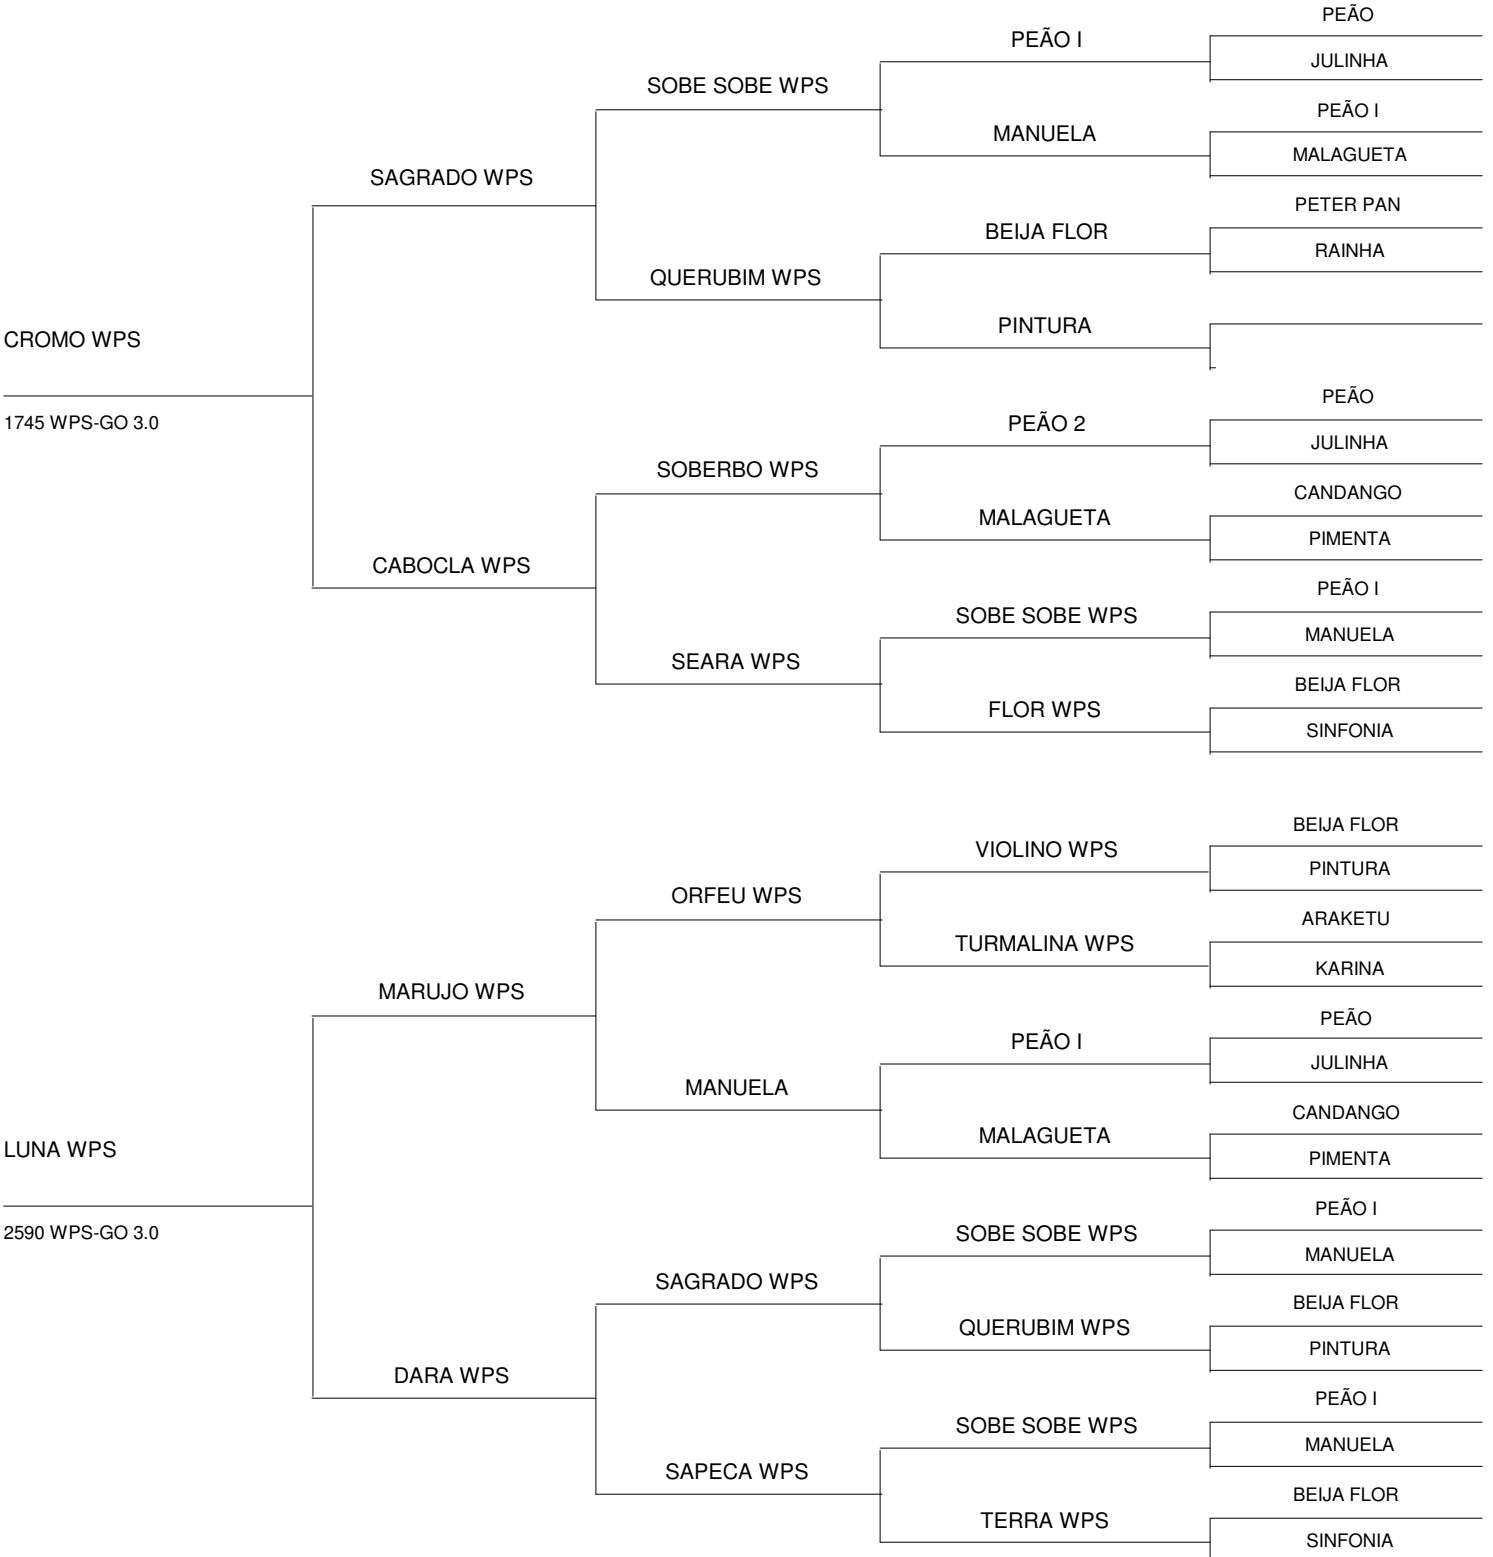 PEÃO
PEÃO I
JULINHA
SOBE SOBE WPS
PEÃO I
MANUELA
MALAGUETA
SAGRADO WPS
PETER PAN
BEIJA FLOR
RAINHA
QUERUBIM WPS
PINTURA
CROMO WPS
PEÃO
1745 WPS-GO 3.0
PEÃO 2
JULINHA
SOBERBO WPS
CANDANGO
MALAGUETA
PIMENTA
CABOCLA WPS
PEÃO I
SOBE SOBE WPS
MANUELA
SEARA WPS
BEIJA FLOR
FLOR WPS
SINFONIA
BEIJA FLOR
VIOLINO WPS
PINTURA
ORFEU WPS
ARAKETU
TURMALINA WPS
KARINA
MARUJO WPS
PEÃO
PEÃO I
JULINHA
MANUELA
CANDANGO
MALAGUETA
LUNA WPS
PIMENTA
PEÃO I
2590 WPS-GO 3.0
SOBE SOBE WPS
MANUELA
SAGRADO WPS
BEIJA FLOR
QUERUBIM WPS
PINTURA
DARA WPS
PEÃO I
SOBE SOBE WPS
MANUELA
SAPECA WPS
BEIJA FLOR
TERRA WPS
SINFONIA